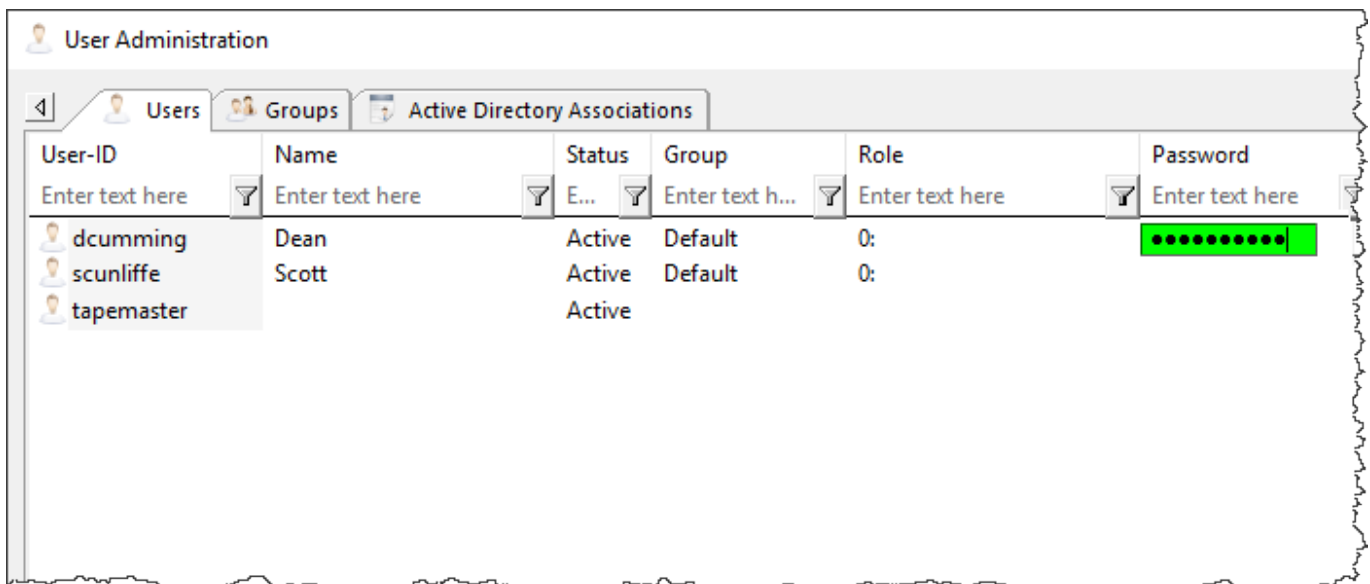 User Administration
Users Groups Active Directory Associations
User-ID Name Status Group Role Password
Enter text here Enter text here E... Enter text h... Enter text here Enter text here
dcumming Dean Active Default 0: ●●●●●●●●●●
scunliffe Scott Active Default 0:
tapemaster Active